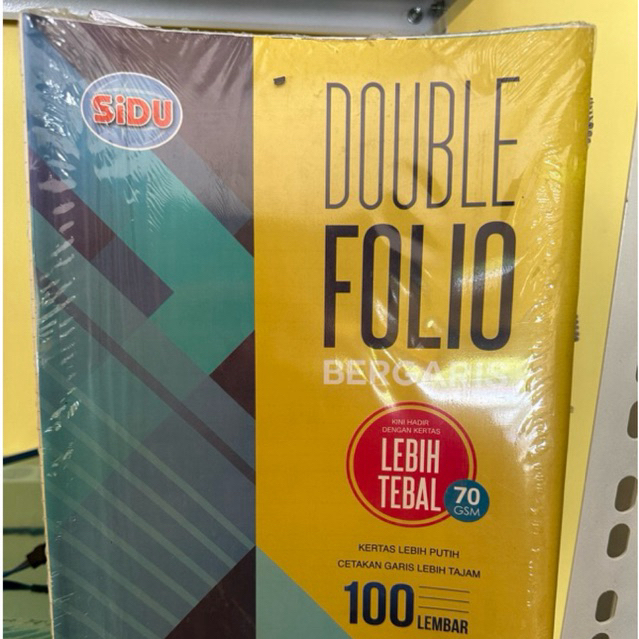 SiDU
DOUBLE
FOLIO
BERGARIS
KINI HADIR
DENGAN KERTAS
LEBIH
TEBAL
70
GSM
KERTAS LEBIH PUTIH
CETAKAN GARIS LEBIH TAJAM
100
LEMBAR